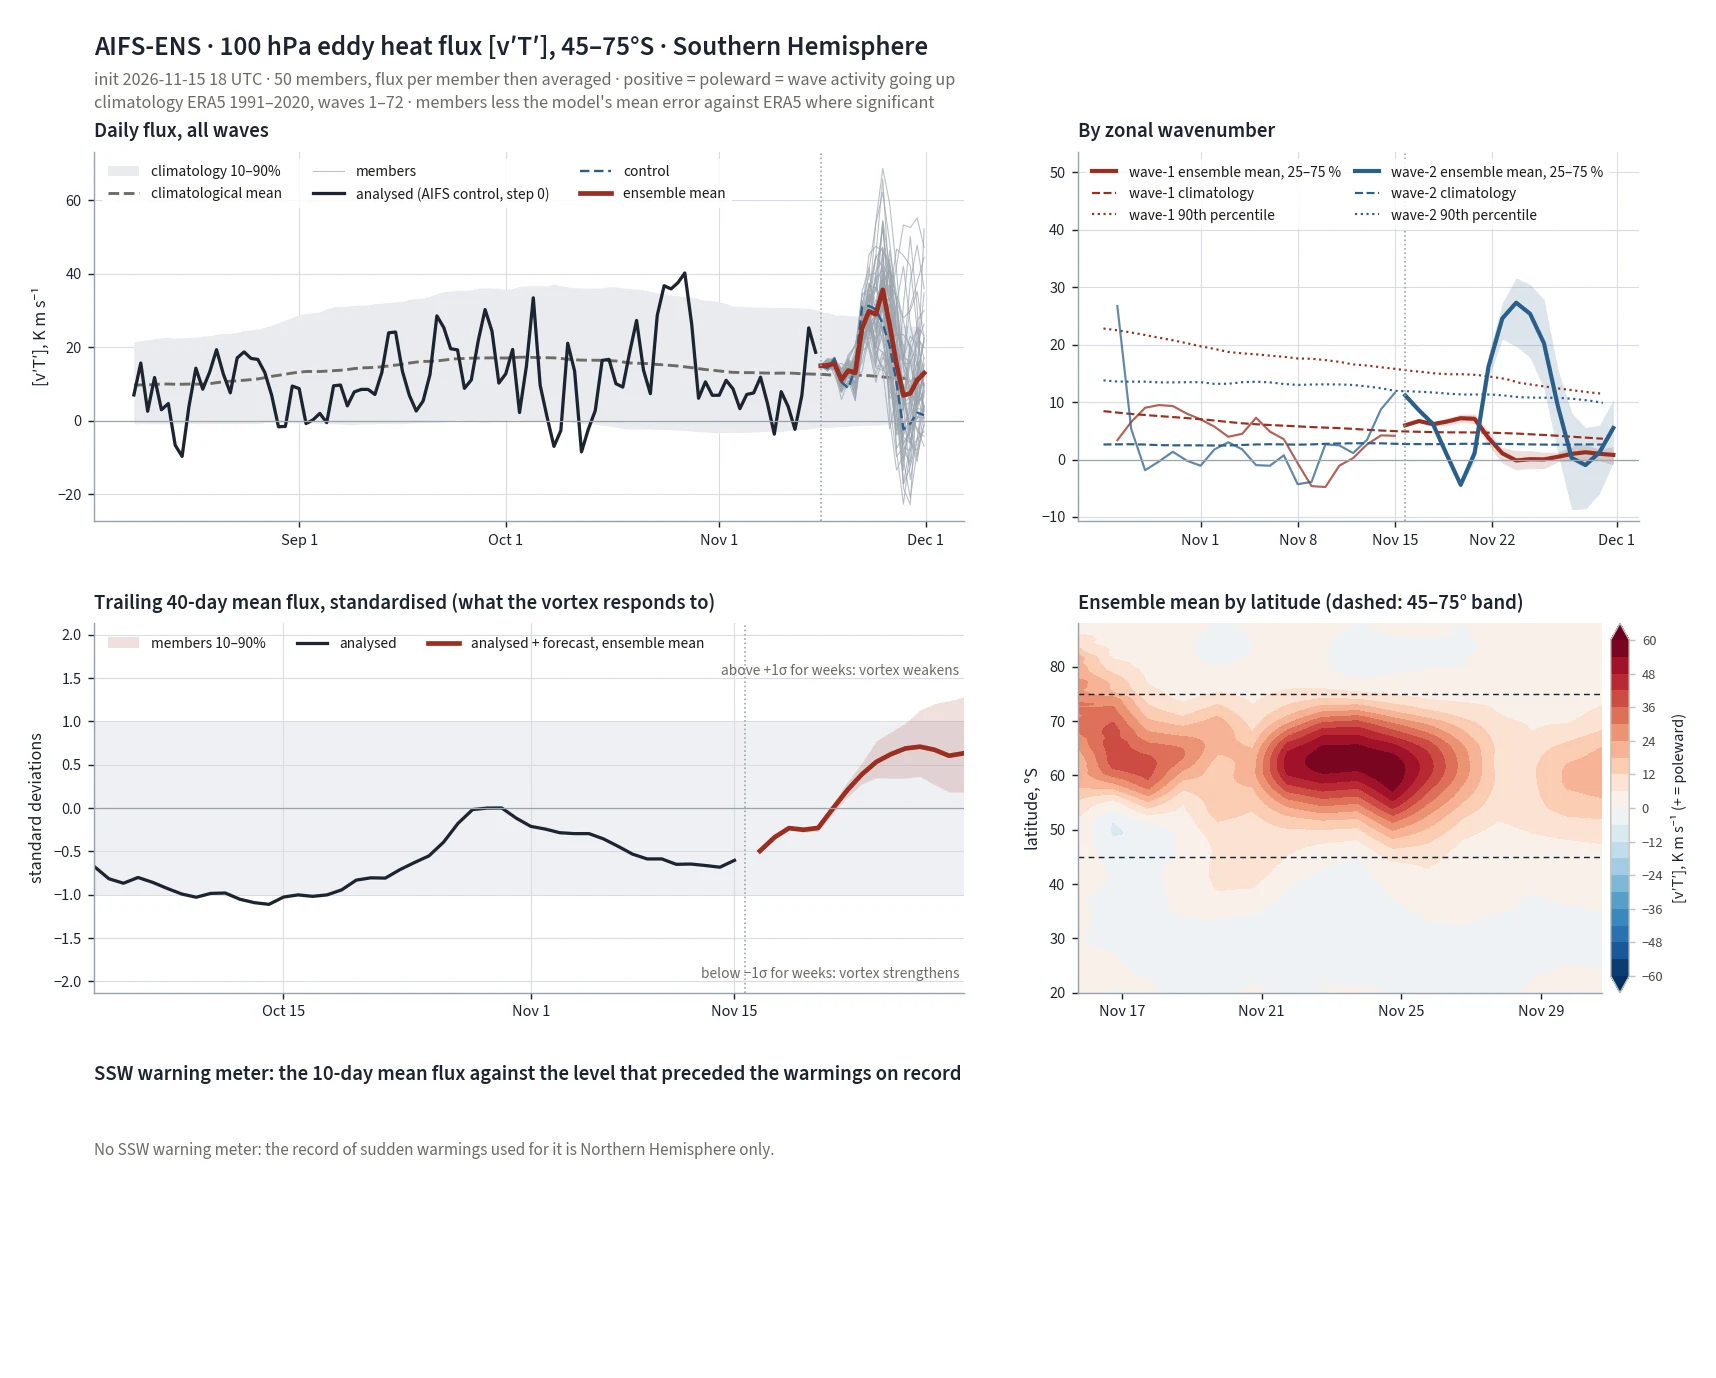 AIFS-ENS · 100 hPa eddy heat flux [v′T′], 45–75°S · Southern Hemisphere
init 2026-11-15 18 UTC · 50 members, flux per member then averaged · positive = poleward = wave activity going up
climatology ERA5 1991–2020, waves 1–72 · members less the model's mean error against ERA5 where significant
Daily flux, all waves
climatology 10–90%
members
control
climatological mean
analysed (AIFS control, step 0)
ensemble mean
[v′T′], K m s⁻¹
60
40
20
0
−20
Sep 1
Oct 1
Nov 1
Dec 1
By zonal wavenumber
wave-1 ensemble mean, 25–75 %
wave-2 ensemble mean, 25–75 %
wave-1 climatology
wave-2 climatology
wave-1 90th percentile
wave-2 90th percentile
50
40
30
20
10
0
−10
Nov 1
Nov 8
Nov 15
Nov 22
Dec 1
Trailing 40-day mean flux, standardised (what the vortex responds to)
members 10–90%
analysed
analysed + forecast, ensemble mean
above +1σ for weeks: vortex weakens
below −1σ for weeks: vortex strengthens
standard deviations
2.0
1.5
1.0
0.5
0.0
−0.5
−1.0
−1.5
−2.0
Oct 15
Nov 1
Nov 15
Ensemble mean by latitude (dashed: 45–75° band)
latitude, °S
80
70
60
50
40
30
20
Nov 17
Nov 21
Nov 25
Nov 29
60
48
36
24
12
0
−12
−24
−36
−48
−60
[v′T′], K m s⁻¹ (+ = poleward)
SSW warning meter: the 10-day mean flux against the level that preceded the warmings on record
No SSW warning meter: the record of sudden warmings used for it is Northern Hemisphere only.